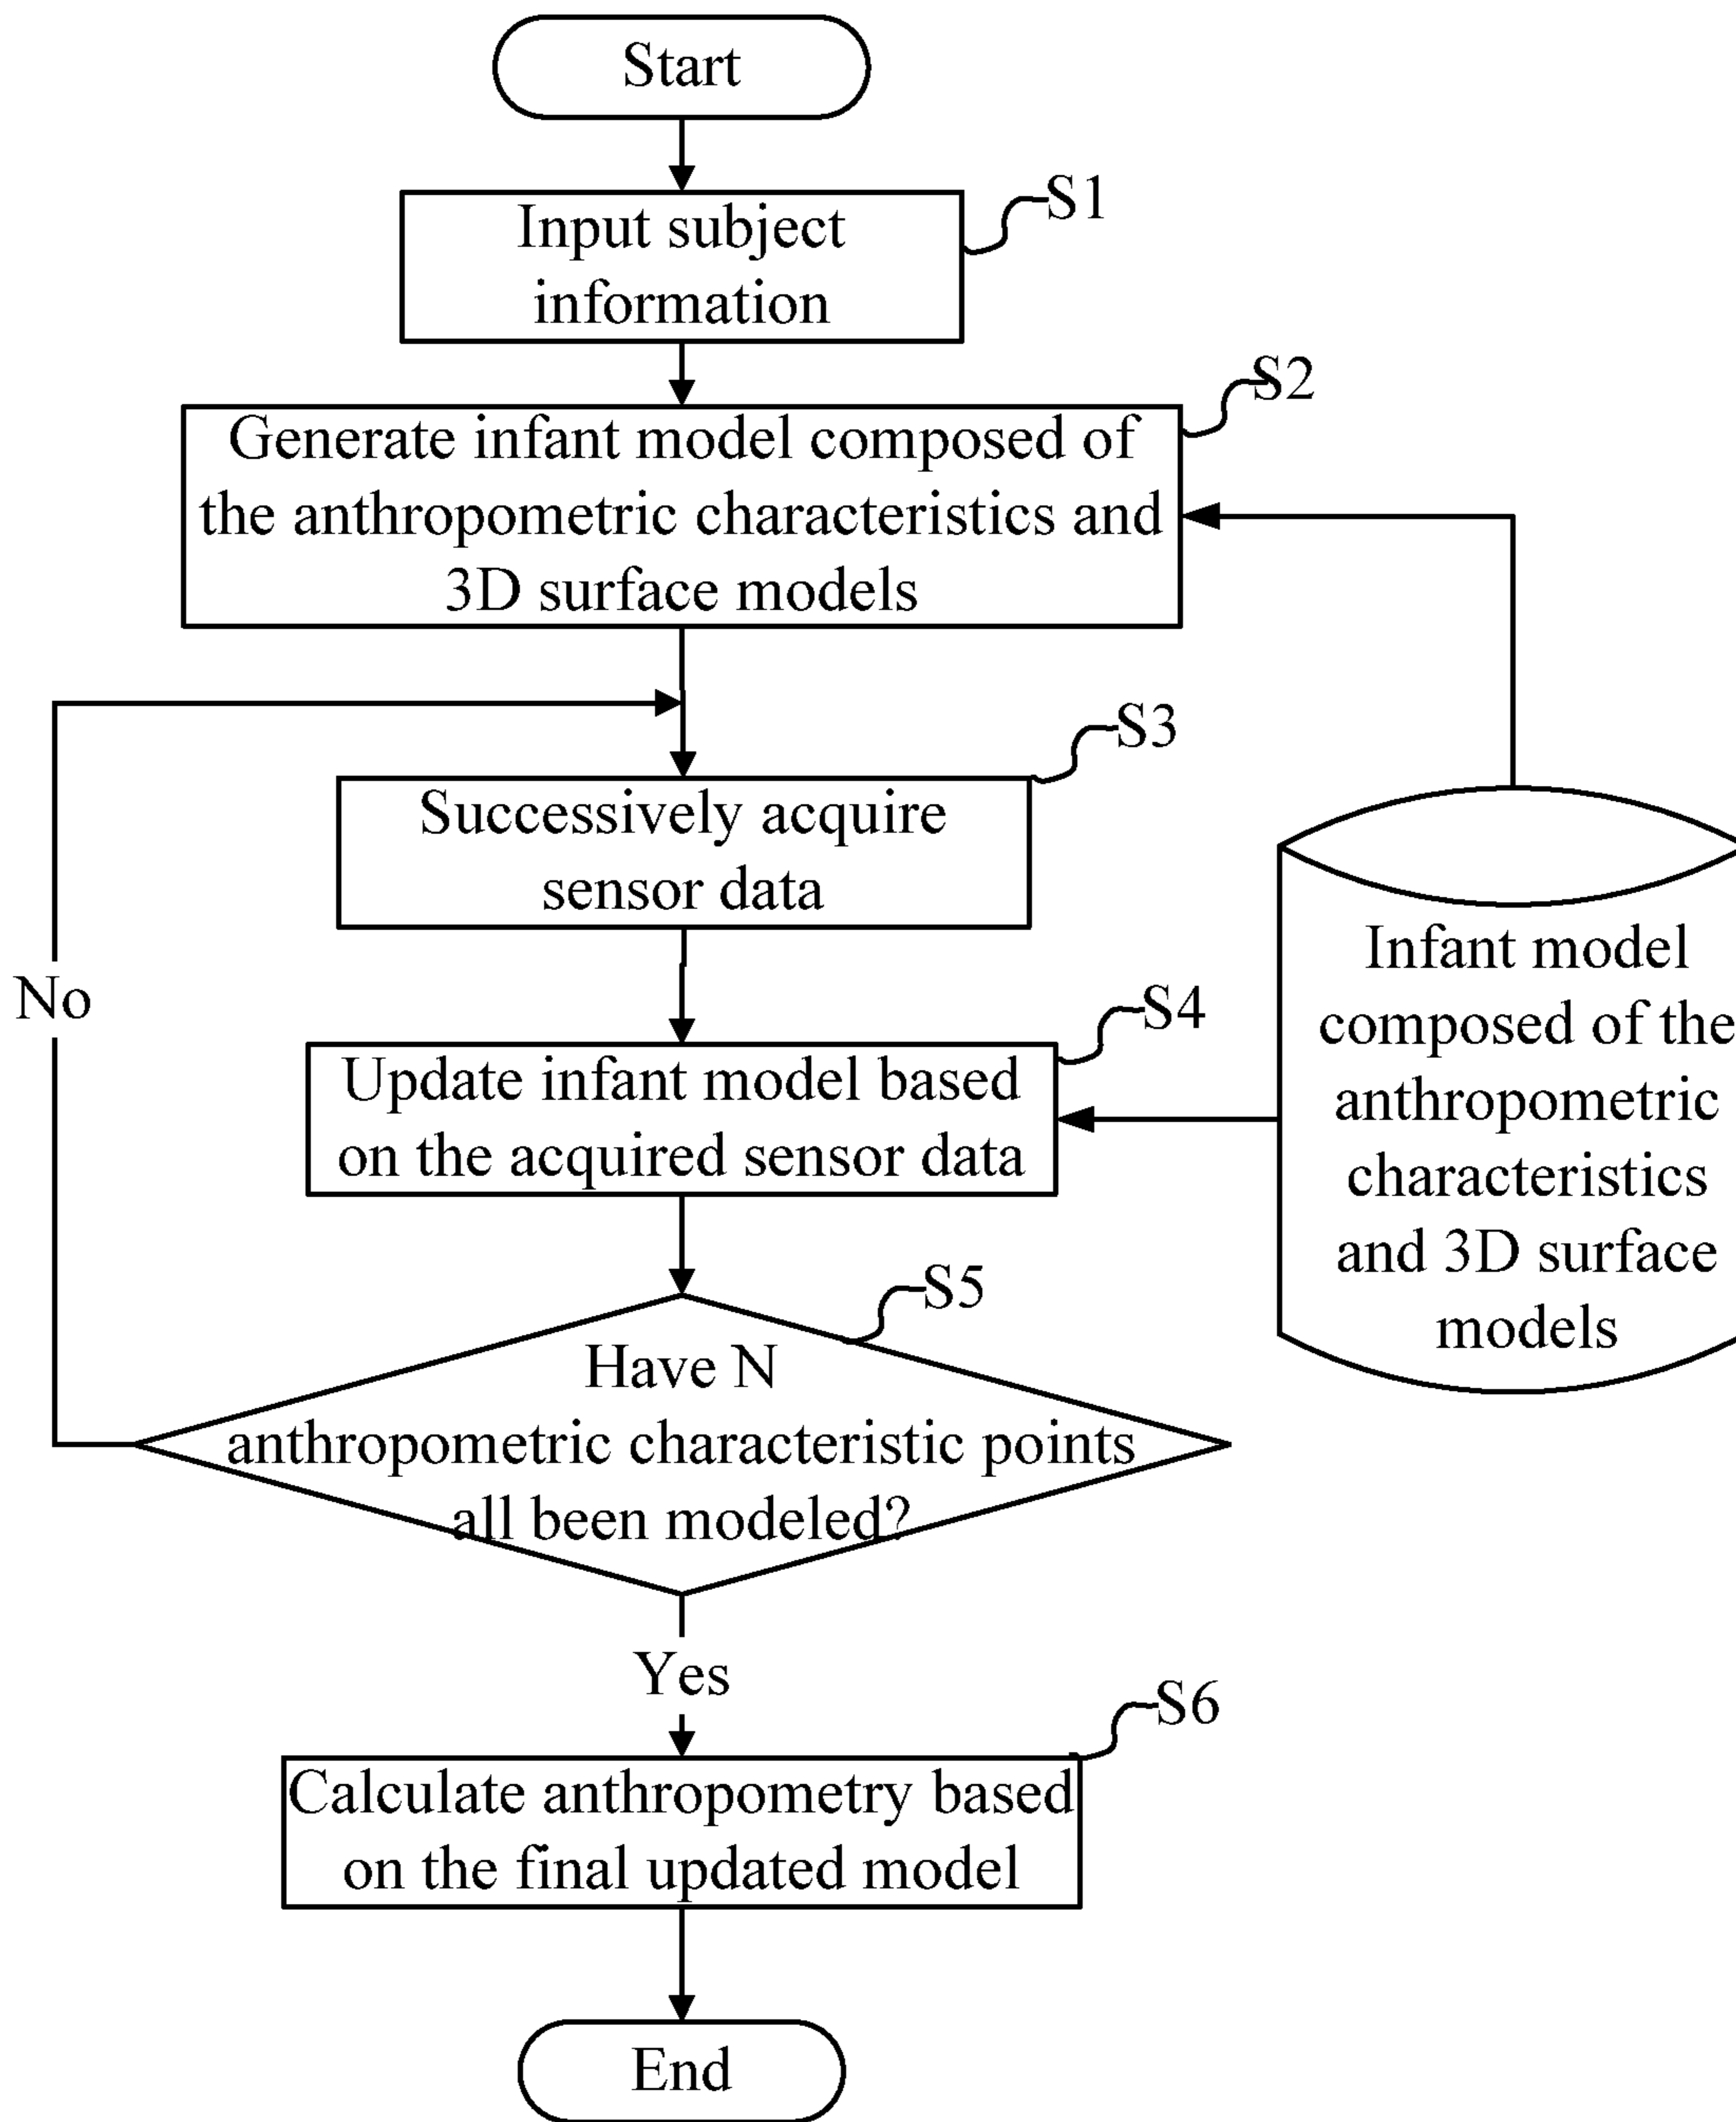 Start
S1
Input subject
information
S2
Generate infant model composed of
the anthropometric characteristics and
3D surface models
S3
Successively acquire
sensor data
No
S4
Update infant model based
on the acquired sensor data
Infant model
composed of the
anthropometric
characteristics
and 3D surface
models
S5
Have N
anthropometric characteristic points
all been modeled?
Yes
S6
Calculate anthropometry based
on the final updated model
End